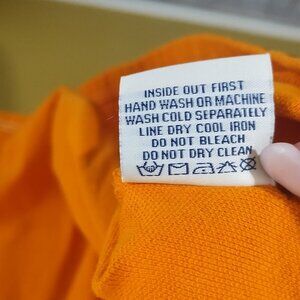 INSIDE OUT FIRST
HAND WASH OR MACHINE
WASH COLD SEPARATELY
LINE DRY COOL IRON
DO NOT BLEACH
DO NOT DRY CLEAN